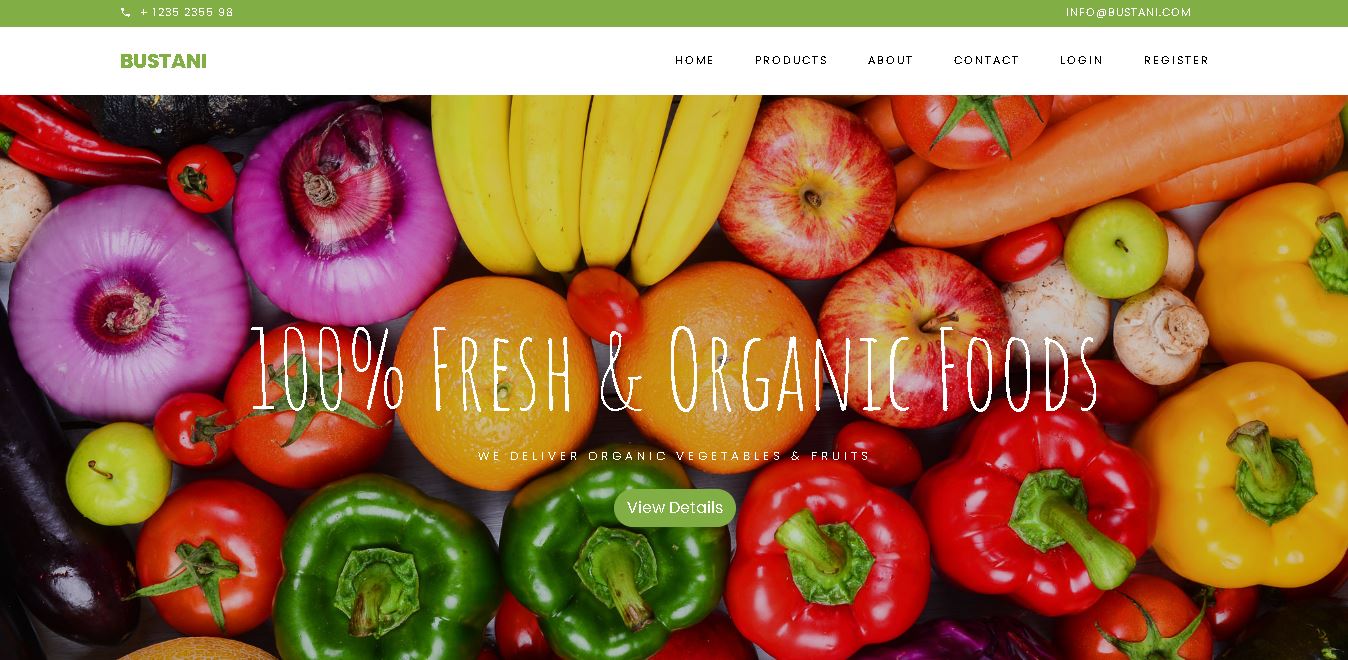 + 1235 2355 98
INFO@BUSTANI.COM
BUSTANI
HOME
PRODUCTS
ABOUT
CONTACT
LOGIN
REGISTER
100% Fresh & Organic Foods
WE DELIVER ORGANIC VEGETABLES & FRUITS
View Details